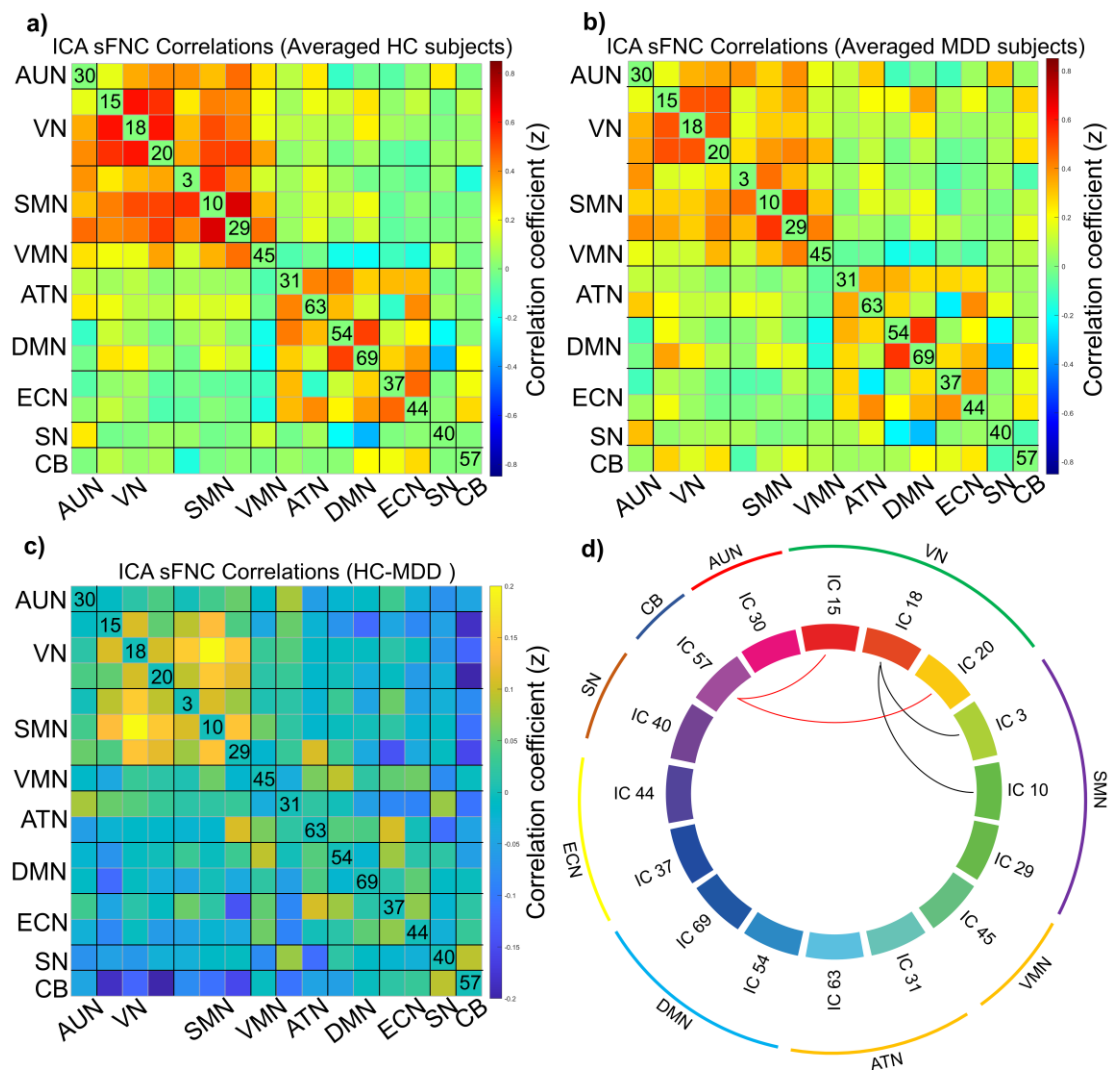 a)
ICA sFNC Correlations (Averaged HC subjects)
AUN
VN
SMN
VMN
ATN
DMN
ECN
SN
CB
30
15
18
20
3
10
29
45
31
63
54
69
37
44
40
57
AUN VN SMN VMN ATN DMN ECN SN CB
0.8
0.6
0.4
0.2
0
-0.2
-0.4
-0.6
-0.8
Correlation coefficient (z)
b)
ICA sFNC Correlations (Averaged MDD subjects)
AUN
VN
SMN
VMN
ATN
DMN
ECN
SN
CB
30
15
18
20
3
10
29
45
31
63
54
69
37
44
40
57
AUN VN SMN VMN ATN DMN ECN SN CB
0.8
0.6
0.4
0.2
0
-0.2
-0.4
-0.6
-0.8
Correlation coefficient (z)
c)
ICA sFNC Correlations (HC-MDD )
AUN
VN
SMN
VMN
ATN
DMN
ECN
SN
CB
30
15
18
20
3
10
29
45
31
63
54
69
37
44
40
57
AUN VN SMN VMN ATN DMN ECN SN CB
0.2
0.15
0.1
0.05
0
-0.05
-0.1
-0.15
-0.2
Correlation coefficient (z)
d)
AUN
VN
SMN
VMN
ATN
DMN
ECN
SN
CB
IC 30
IC 15
IC 18
IC 20
IC 3
IC 10
IC 29
IC 45
IC 31
IC 63
IC 54
IC 69
IC 37
IC 44
IC 40
IC 57